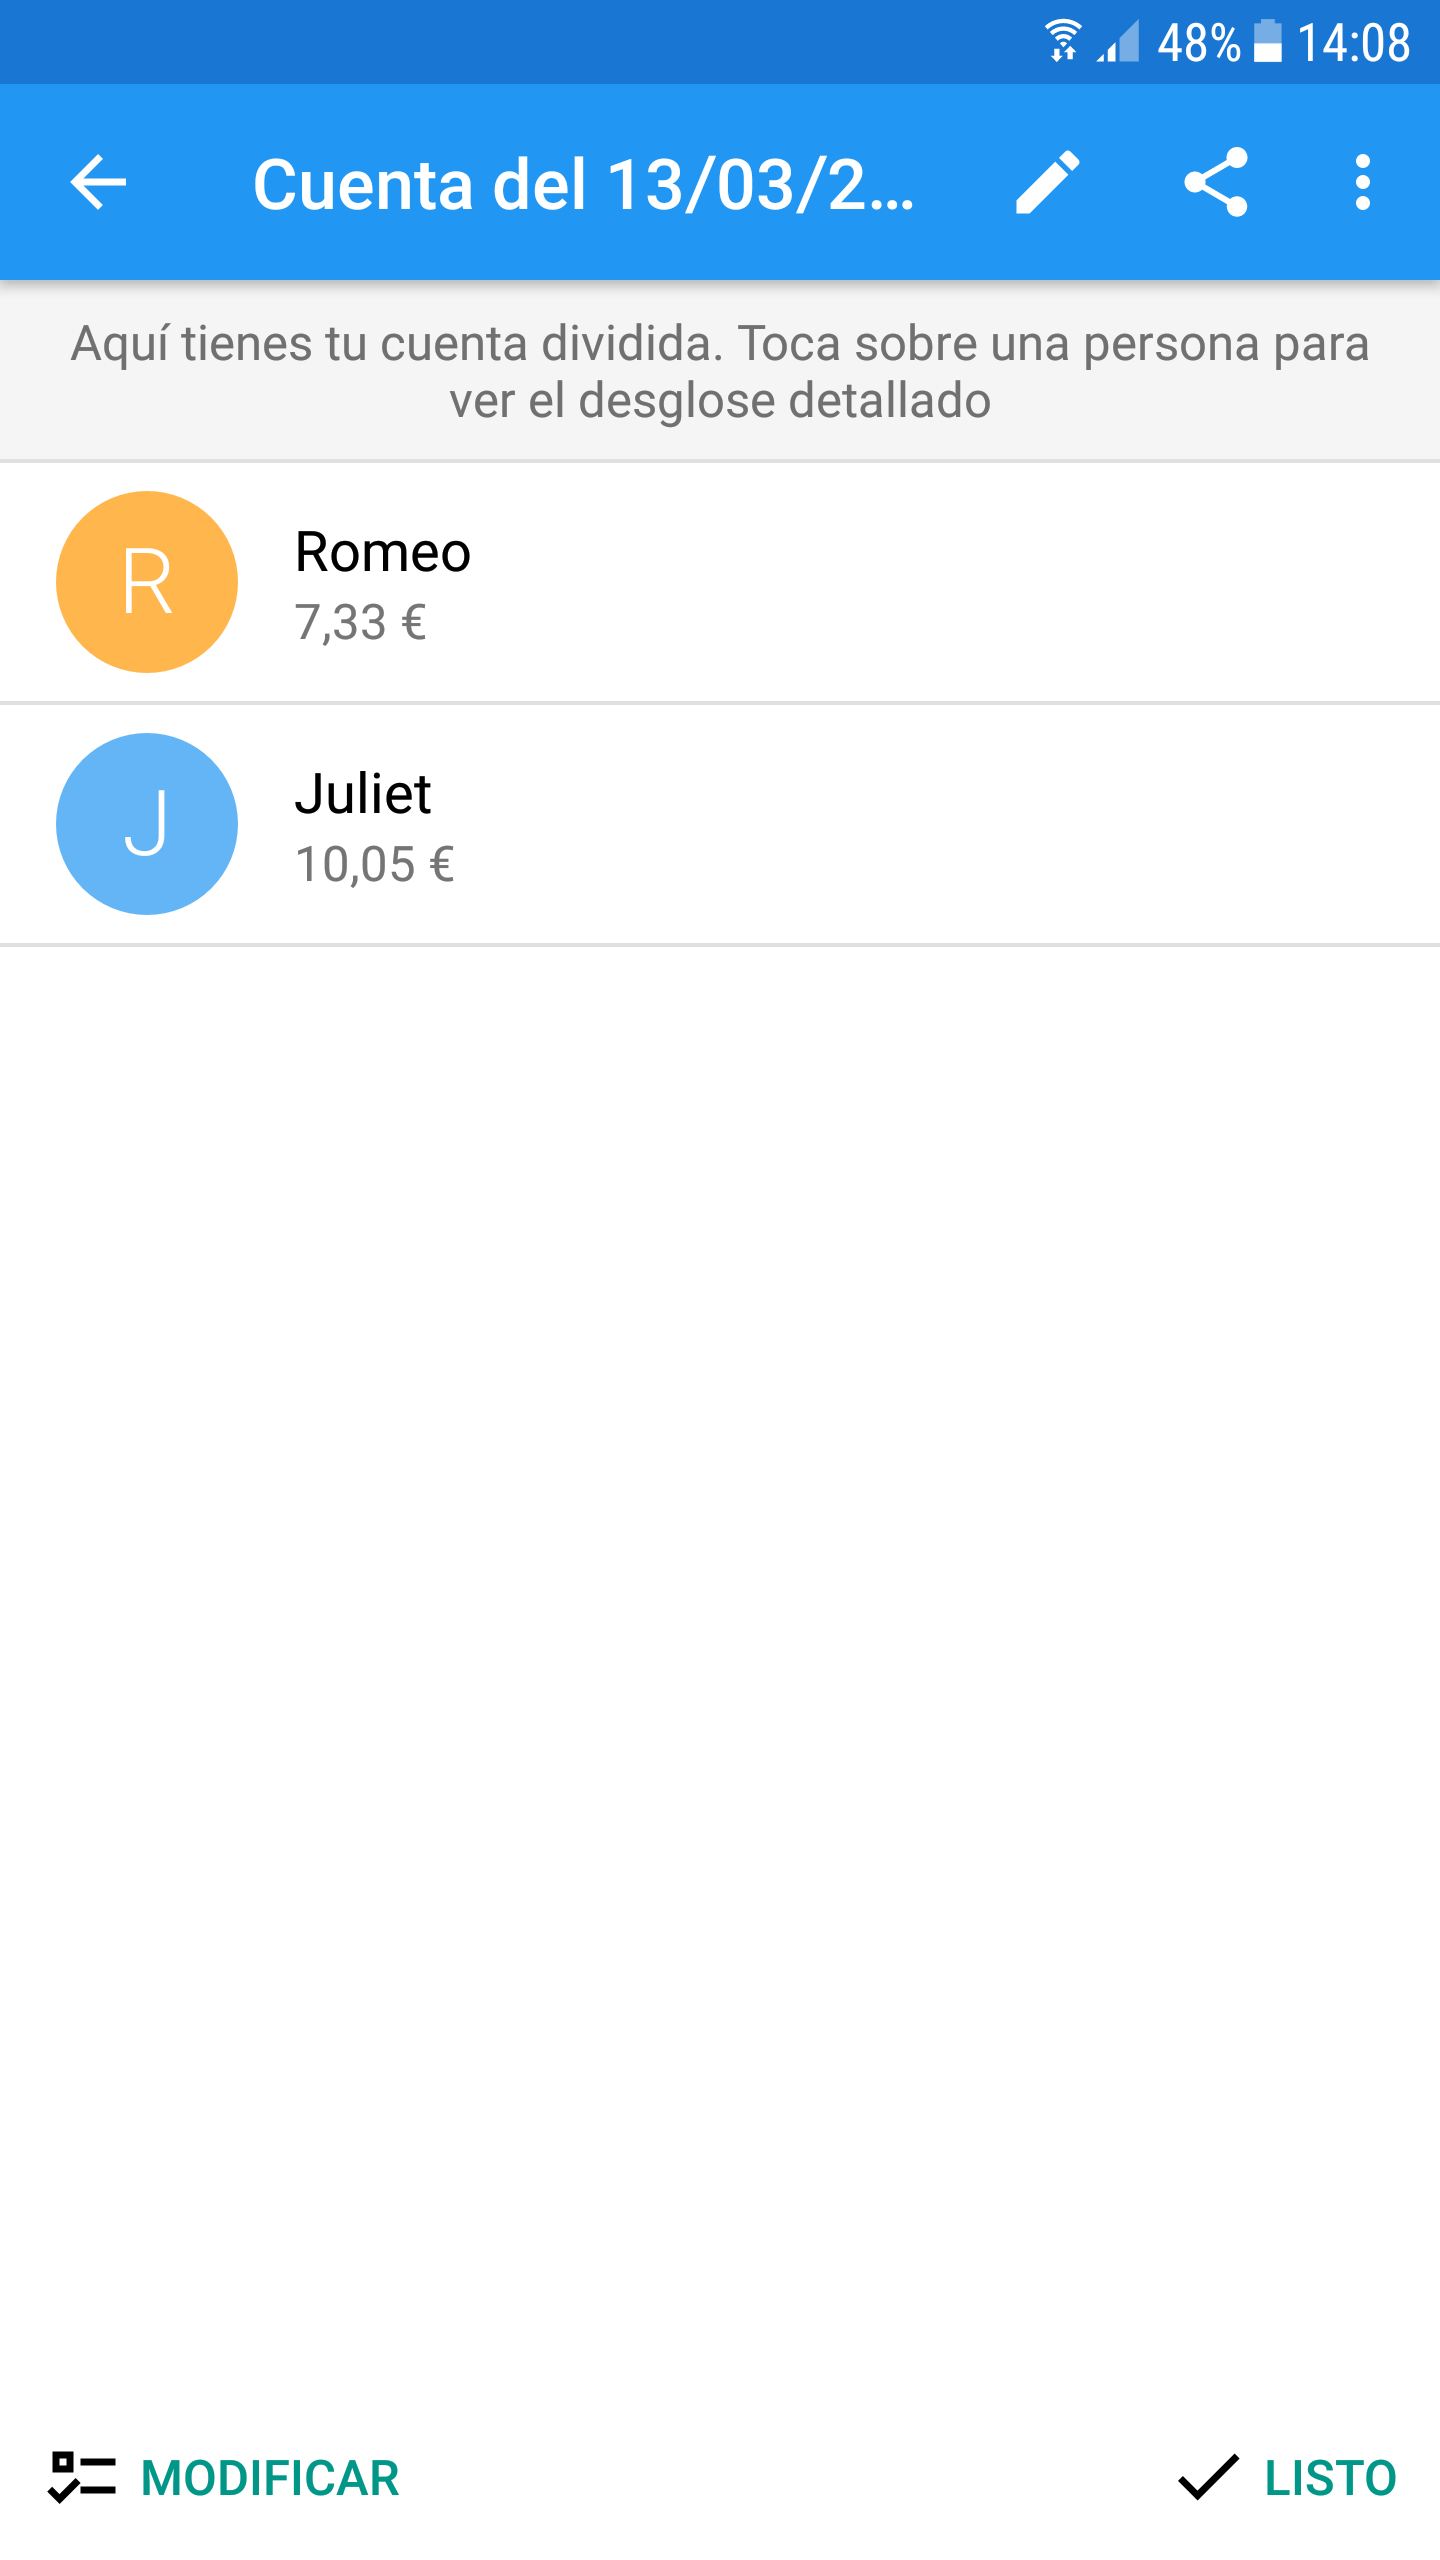 48% 14:08
Cuenta del 13/03/2...
Aquí tienes tu cuenta dividida. Toca sobre una persona para
ver el desglose detallado
R
Romeo
7,33 €
J
Juliet
10,05 €
MODIFICAR
LISTO